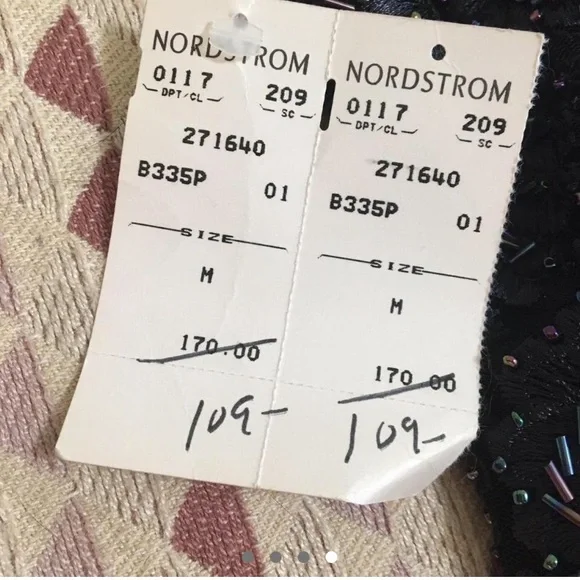 NORDSTROM
0117 209
DPT/CL SC
271640
B335P 01
SIZE
M
170.00
109-
NORDSTROM
0117 209
DPT/CL SC
271640
B335P 01
SIZE
M
170.00
109-